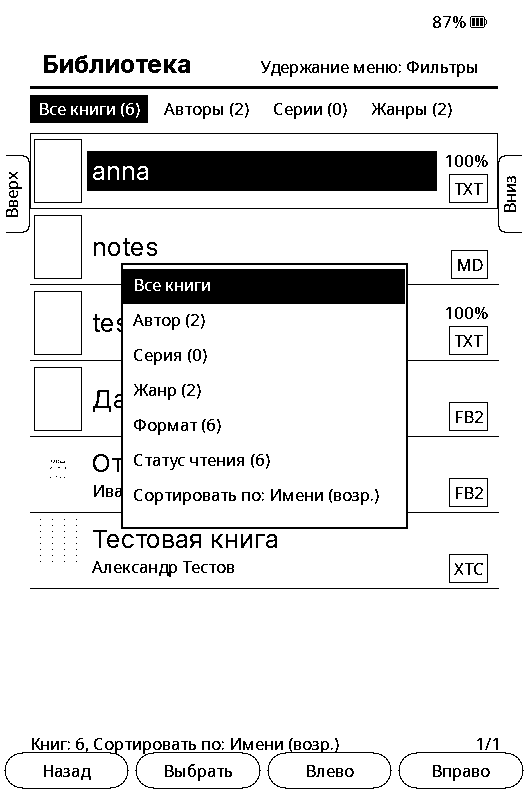 87%
Библиотека Удержание меню: Фильтры
Все книги (6) Авторы (2) Серии (0) Жанры (2)
anna 100%
TXT
Вверх
Вниз
notes
MD
Все книги
Автор (2)
Серия (0)
Жанр (2)
Формат (6)
Статус чтения (6)
Сортировать по: Имени (возр.)
100%
TXT
FB2
FB2
Тестовая книга
Александр Тестов
XTC
Книг: 6, Сортировать по: Имени (возр.) 1/1
Назад Выбрать Влево Вправо